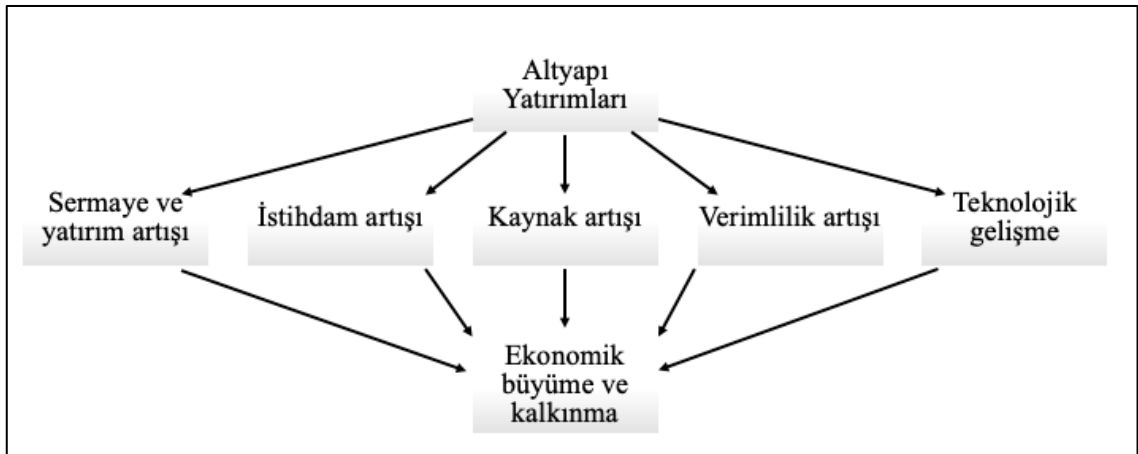 Altyapı
Yatırımları
Sermaye ve
yatırım artışı
İstihdam artışı
Kaynak artışı
Verimlilik artışı
Teknolojik
gelişme
Ekonomik
büyüme ve
kalkınma